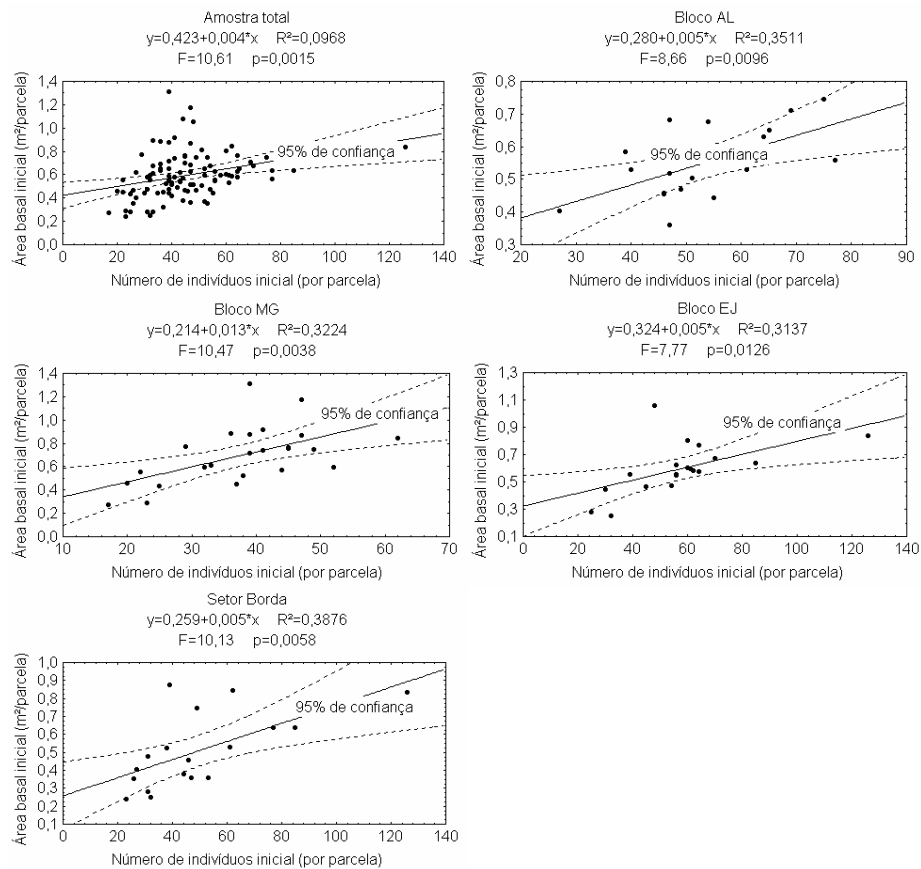 Amostra total
y=0,423+0,004*x R²=0,0968
F=10,61 p=0,0015
Área basal inicial (m²/parcela)
1,4
1,2
1,0
0,8
0,6
0,4
0,2
0,0
95% de confiança
0 20 40 60 80 100 120 140
Número de indivíduos inicial (por parcela)
Bloco AL
y=0,280+0,005*x R²=0,3511
F=8,66 p=0,0096
Área basal inicial (m²/parcela)
0,8
0,7
0,6
0,5
0,4
0,3
95% de confiança
20 30 40 50 60 70 80 90
Número de indivíduos inicial (por parcela)
Bloco MG
y=0,214+0,013*x R²=0,3224
F=10,47 p=0,0038
Área basal inicial (m²/parcela)
1,4
1,2
1,0
0,8
0,6
0,4
0,2
0,0
95% de confiança
10 20 30 40 50 60 70
Número de indivíduos inicial (por parcela)
Bloco EJ
y=0,324+0,005*x R²=0,3137
F=7,77 p=0,0126
Área basal inicial (m²/parcela)
1,3
1,1
0,9
0,7
0,5
0,3
0,1
95% de confiança
0 20 40 60 80 100 120 140
Número de indivíduos inicial (por parcela)
Setor Borda
y=0,259+0,005*x R²=0,3876
F=10,13 p=0,0058
Área basal inicial (m²/parcela)
1,0
0,9
0,8
0,7
0,6
0,5
0,4
0,3
0,2
0,1
95% de confiança
0 20 40 60 80 100 120 140
Número de indivíduos inicial (por parcela)